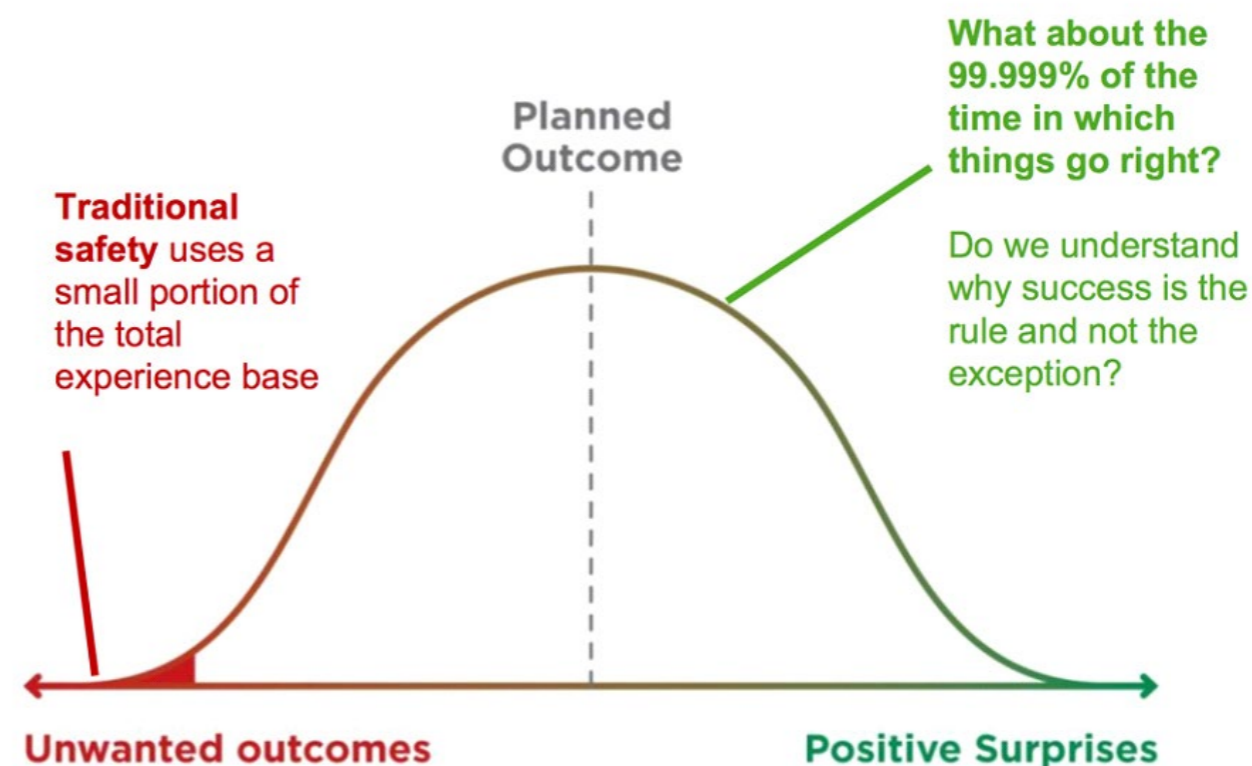 What about the
99.999% of the
time in which
things go right?
Do we understand
why success is the
rule and not the
exception?
Planned
Outcome
Traditional
safety uses a
small portion of
the total
experience base
Unwanted outcomes
Positive Surprises